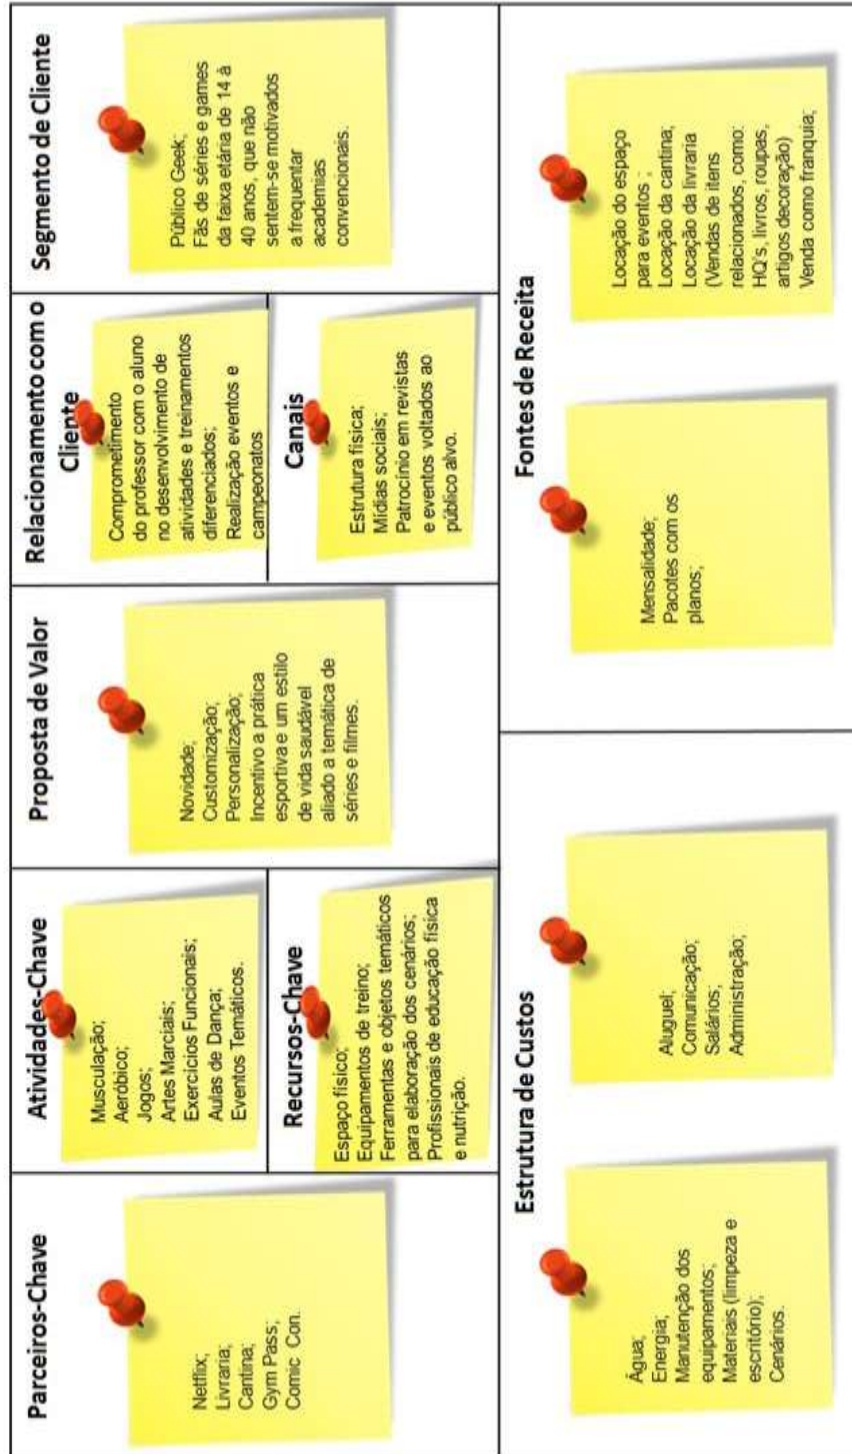 Parceiros-Chave
Netflix;
Livraria;
Cantina;
Gym Pass;
Comic Con.
Atividades-Chave
Musculação;
Aeróbico;
Jogos;
Artes Marciais;
Exercícios Funcionais;
Aulas de Dança;
Eventos Temáticos.
Recursos-Chave
Espaço físico;
Equipamentos de treino;
Ferramentas e objetos temáticos
para elaboração dos cenários;
Profissionais de educação física
e nutrição.
Proposta de Valor
Novidade;
Customização;
Personalização;
Incentivo a prática
esportiva e um estilo
de vida saudável
aliado a temática de
séries e filmes.
Relacionamento com o
Cliente
Comprometimento
do professor com o aluno
no desenvolvimento de
atividades e treinamentos
diferenciados;
Realização eventos e
campeonatos
Canais
Estrutura física;
Mídias sociais;
Patrocínio em revistas
e eventos voltados ao
público alvo.
Segmento de Cliente
Público Geek;
Fãs de séries e games
da faixa etária de 14 à
40 anos, que não
sentem-se motivados
a frequentar
academias
convencionais.
Estrutura de Custos
Água;
Energia;
Manutenção dos
equipamentos;
Materiais (limpeza e
escritório);
Cenários.
Aluguel;
Comunicação;
Salários;
Administração;
Fontes de Receita
Mensalidade;
Pacotes com os
planos;
Locação do espaço
para eventos ;
Locação da cantina;
Locação da livraria
(Vendas de itens
relacionados, como:
HQ's, livros, roupas,
artigos decoração)
Venda como franquia;